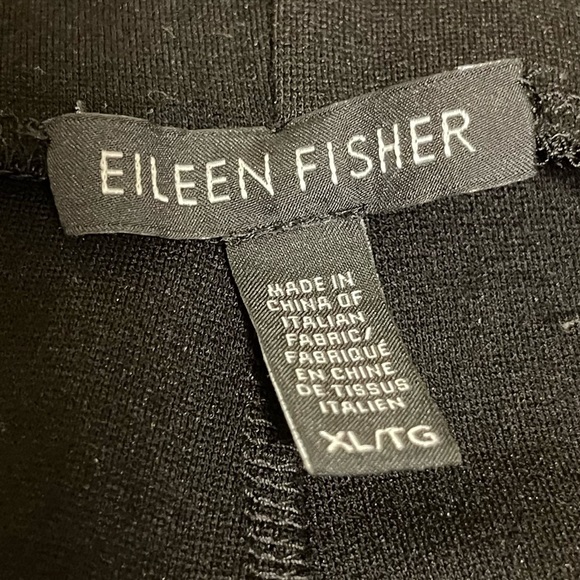 EILEEN FISHER
MADE IN
CHINA OF
ITALIAN
FABRIC/
FABRIQUÉ
EN CHINE
DE TISSUS
ITALIEN
XL/TG